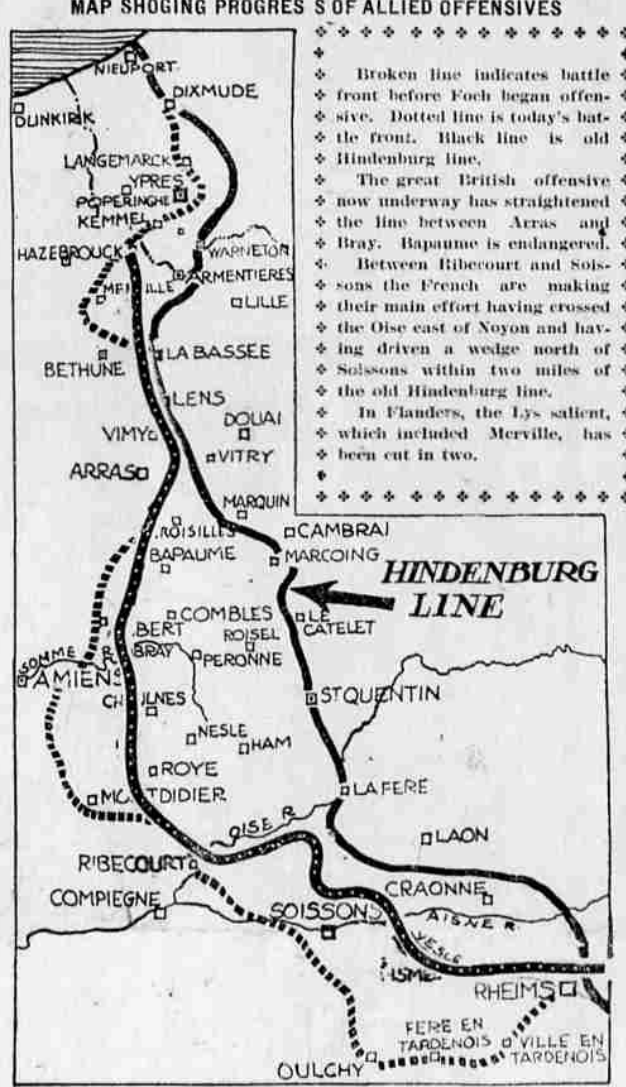 MAP SHOGING PROGRES S OF ALLIED OFFENSIVES
Broken line indicates battle
front before Foch began offen-
sive. Dotted line is today's bat-
tle front. Black line is old
Hindenburg line.
The great British offensive
now underway has straightened
the line between Arras and
Bray. Bapaume is endangered.
Between Ribecourt and Sois-
sons the French are making
their main effort having crossed
the Oise east of Noyon and hav-
ing driven a wedge north of
Soissons within two miles of
the old Hindenburg line.
In Flanders, the Lys salient,
which included Merville, has
been cut in two.
NIEUPORT
DUNKIRK
DIXMUDE
LANGEMARCK
YPRES
POPERINGHE
KEMMEL
HAZEBROUCK
WARNETON
ARMENTIERES
LILLE
BETHUNE
LA BASSEE
LENS
DOUAI
VIMY
VITRY
ARRAS
MARQUIN
CROISILLES
CAMBRAI
BAPAUME
MARCOING
HINDENBURG
LINE
COMBLES
LE
CATELET
BERT
ROISEL
BRAY
PERONNE
SOMME R
AMIENS
ST QUENTIN
NESLE
HAM
ROYE
LA FERE
DIDIER
OISE R
LAON
RIBECOURT
CRAONNE
COMPIEGNE
SOISSONS
AISNE R.
VESLE
ISME
RHEIMS
FERE EN
TARDENOIS
VILLE EN
TARDENOIS
OULCHY